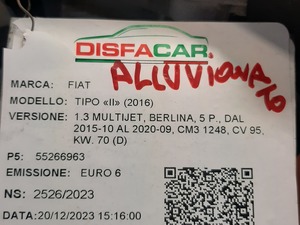 DISFACAR
ALLUVIONATO
MARCA: FIAT
MODELLO: TIPO «II» (2016)
VERSIONE: 1.3 MULTIJET, BERLINA, 5 P., DAL
2015-10 AL 2020-09, CM3 1248, CV 95,
KW. 70 (D)
P5: 55266963
EMISSIONE: EURO 6
NS: 2526/2023
DATA:20/12/2023 15:16:00